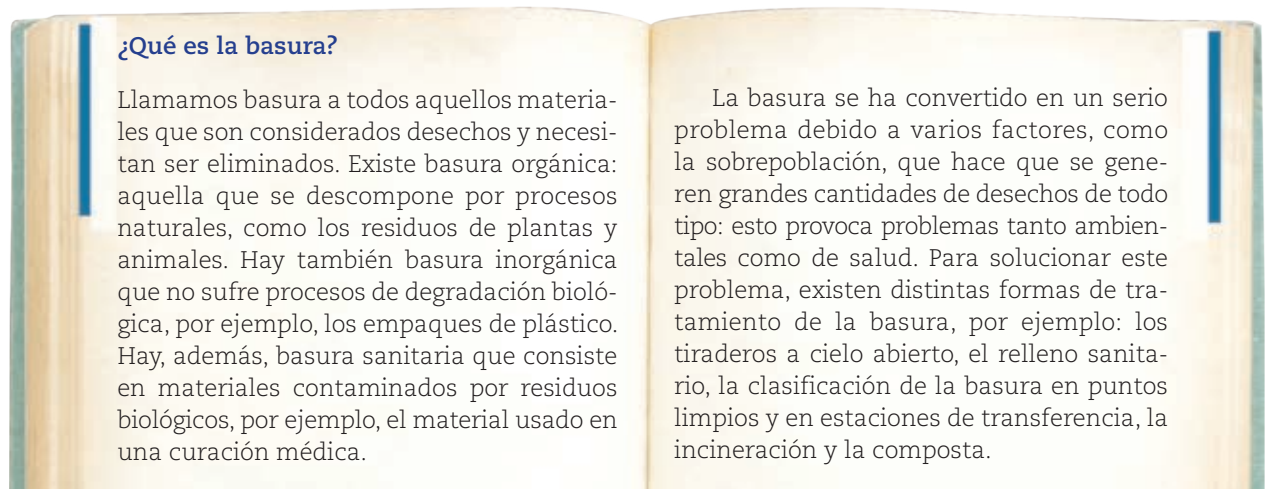 ¿Qué es la basura?
Llamamos basura a todos aquellos materia-
les que son considerados desechos y necesi-
tan ser eliminados. Existe basura orgánica:
aquella que se descompone por procesos
naturales, como los residuos de plantas y
animales. Hay también basura inorgánica
que no sufre procesos de degradación bioló-
gica, por ejemplo, los empaques de plástico.
Hay, además, basura sanitaria que consiste
en materiales contaminados por residuos
biológicos, por ejemplo, el material usado en
una curación médica.
La basura se ha convertido en un serio
problema debido a varios factores, como
la sobrepoblación, que hace que se gene-
ren grandes cantidades de desechos de todo
tipo: esto provoca problemas tanto ambien-
tales como de salud. Para solucionar este
problema, existen distintas formas de tra-
tamiento de la basura, por ejemplo: los
tiraderos a cielo abierto, el relleno sanita-
rio, la clasificación de la basura en puntos
limpios y en estaciones de transferencia, la
incineración y la composta.